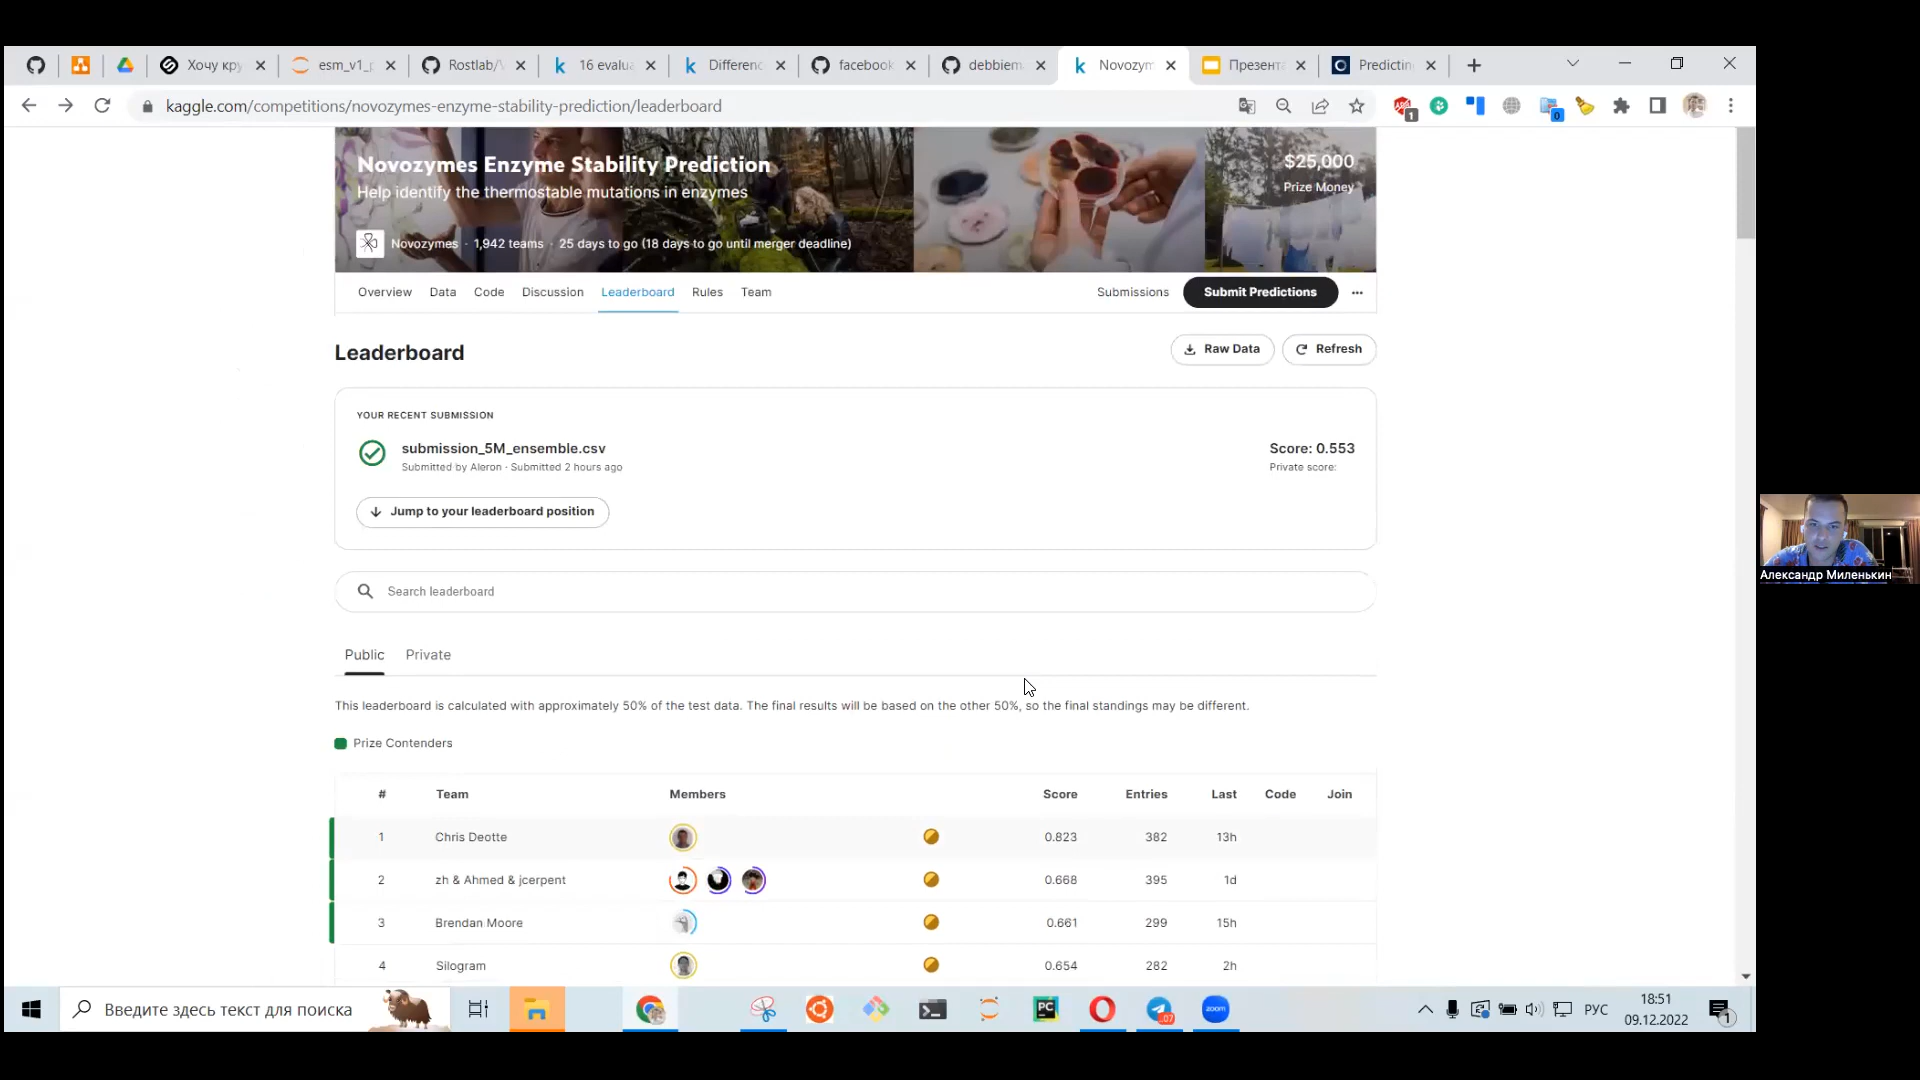 Хочу кру
esm_v1_p
Rostlab/
16 evalua
Differenc
facebook
debbiem
Novozym
Презента
Predictin
kaggle.com/competitions/novozymes-enzyme-stability-prediction/leaderboard
1
0
Novozymes Enzyme Stability Prediction
Help identify the thermostable mutations in enzymes
$25,000
Prize Money
Novozymes · 1,942 teams · 25 days to go (18 days to go until merger deadline)
Overview Data Code Discussion Leaderboard Rules Team Submissions Submit Predictions
Leaderboard
Raw Data
Refresh
YOUR RECENT SUBMISSION
submission_5M_ensemble.csv
Score: 0.553
Submitted by Aleron · Submitted 2 hours ago
Private score:
Jump to your leaderboard position
Search leaderboard
Public Private
This leaderboard is calculated with approximately 50% of the test data. The final results will be based on the other 50%, so the final standings may be different.
Prize Contenders
# Team Members Score Entries Last Code Join
1 Chris Deotte 0.823 382 13h
2 zh & Ahmed & jcerpent 0.668 395 1d
3 Brendan Moore 0.661 299 15h
4 Silogram 0.654 282 2h
Александр Миленькин
Введите здесь текст для поиска
PC
zoom
РУС
18:51
09.12.2022
1